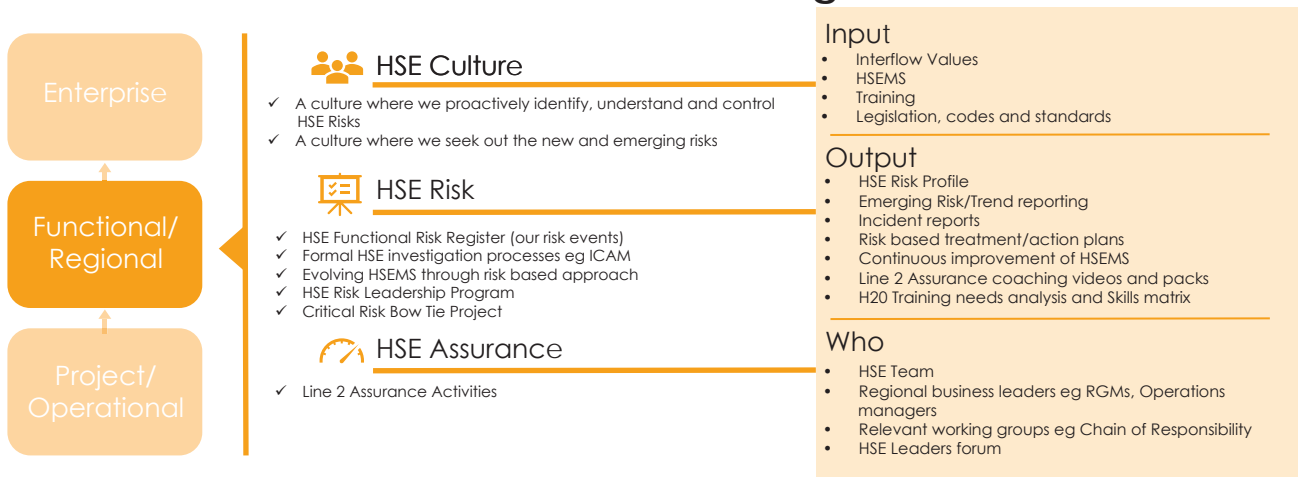 Enterprise
Functional/
Regional
Project/
Operational
HSE Culture
✓ A culture where we proactively identify, understand and control
HSE Risks
✓ A culture where we seek out the new and emerging risks
HSE Risk
✓ HSE Functional Risk Register (our risk events)
✓ Formal HSE investigation processes eg ICAM
✓ Evolving HSEMS through risk based approach
✓ HSE Risk Leadership Program
✓ Critical Risk Bow Tie Project
HSE Assurance
✓ Line 2 Assurance Activities
Input
• Interflow Values
• HSEMS
• Training
• Legislation, codes and standards
Output
• HSE Risk Profile
• Emerging Risk/Trend reporting
• Incident reports
• Risk based treatment/action plans
• Continuous improvement of HSEMS
• Line 2 Assurance coaching videos and packs
• H20 Training needs analysis and Skills matrix
Who
• HSE Team
• Regional business leaders eg RGMs, Operations
managers
• Relevant working groups eg Chain of Responsibility
• HSE Leaders forum